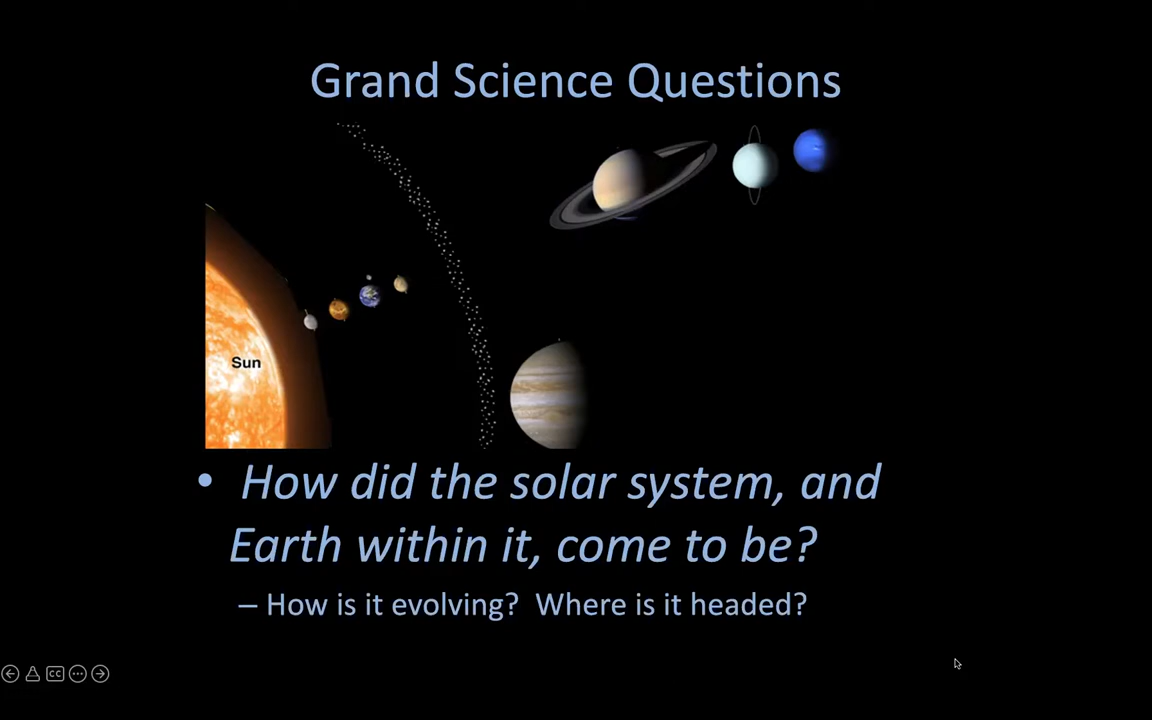 Grand Science Questions
Sun
• How did the solar system, and
Earth within it, come to be?
– How is it evolving?  Where is it headed?
CC